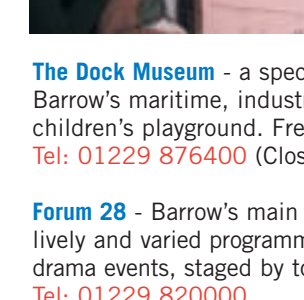 The Dock Museum - a spec
Barrow's maritime, indust
children's playground. Fre
Tel: 01229 876400 (Clos
Forum 28 - Barrow's main
lively and varied program
drama events, staged by to
Tel: 01229 820000